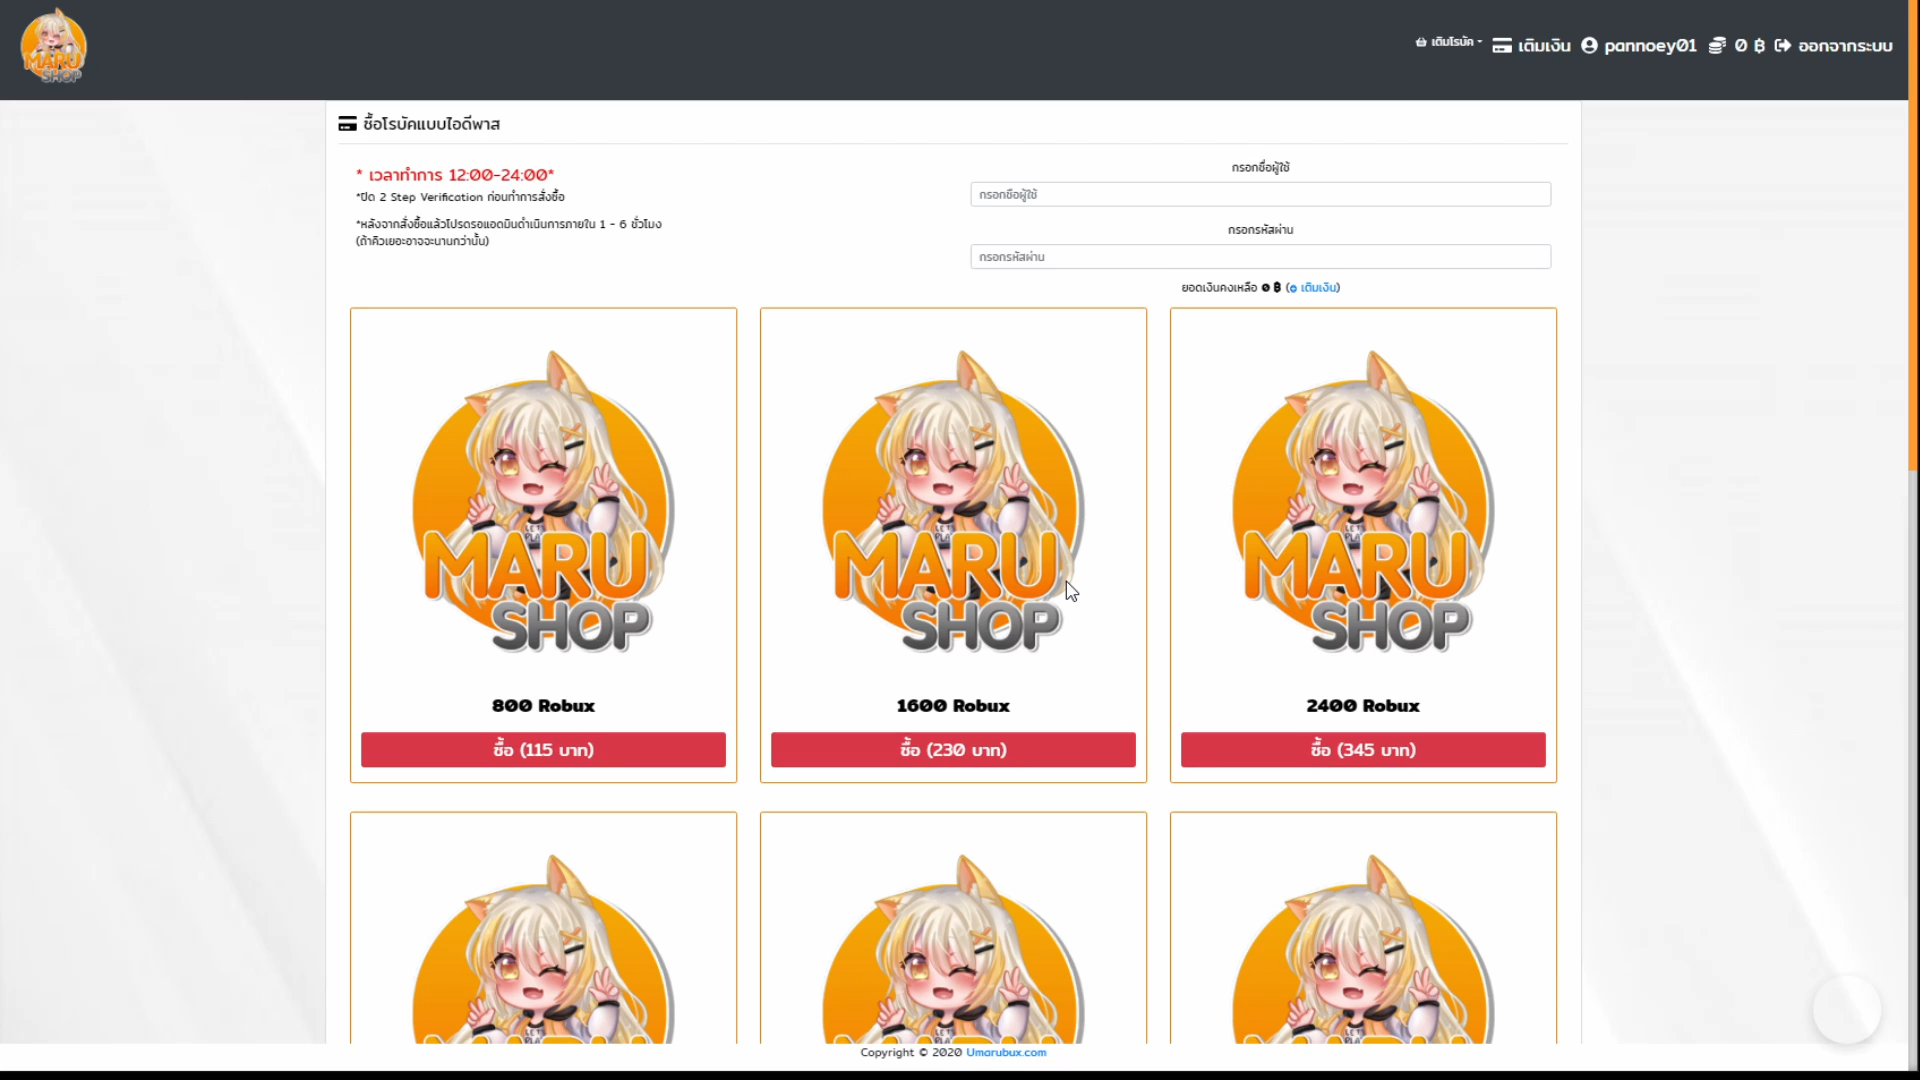 MARU
SHOP
เติมโรบัค
เติมเงิน
pannoey01
0 ฿
ออกจากระบบ
ซื้อโรบัคแบบไอดีพาส
* เวลาทำการ 12:00-24:00*
*ปิด 2 Step Verification ก่อนทำการสั่งซื้อ
*หลังจากสั่งซื้อแล้วโปรดรอแอดมินดำเนินการภายใน 1 - 6 ชั่วโมง
(ถ้าคิวเยอะอาจจะนานกว่านั้น)
กรอกชื่อผู้ใช้
กรอกชื่อผู้ใช้
กรอกรหัสผ่าน
กรอกรหัสผ่าน
ยอดเงินคงเหลือ 0 ฿ (เติมเงิน)
MARU
SHOP
800 Robux
ซื้อ (115 บาท)
MARU
SHOP
1600 Robux
ซื้อ (230 บาท)
MARU
SHOP
2400 Robux
ซื้อ (345 บาท)
Copyright © 2020 Umarubux.com